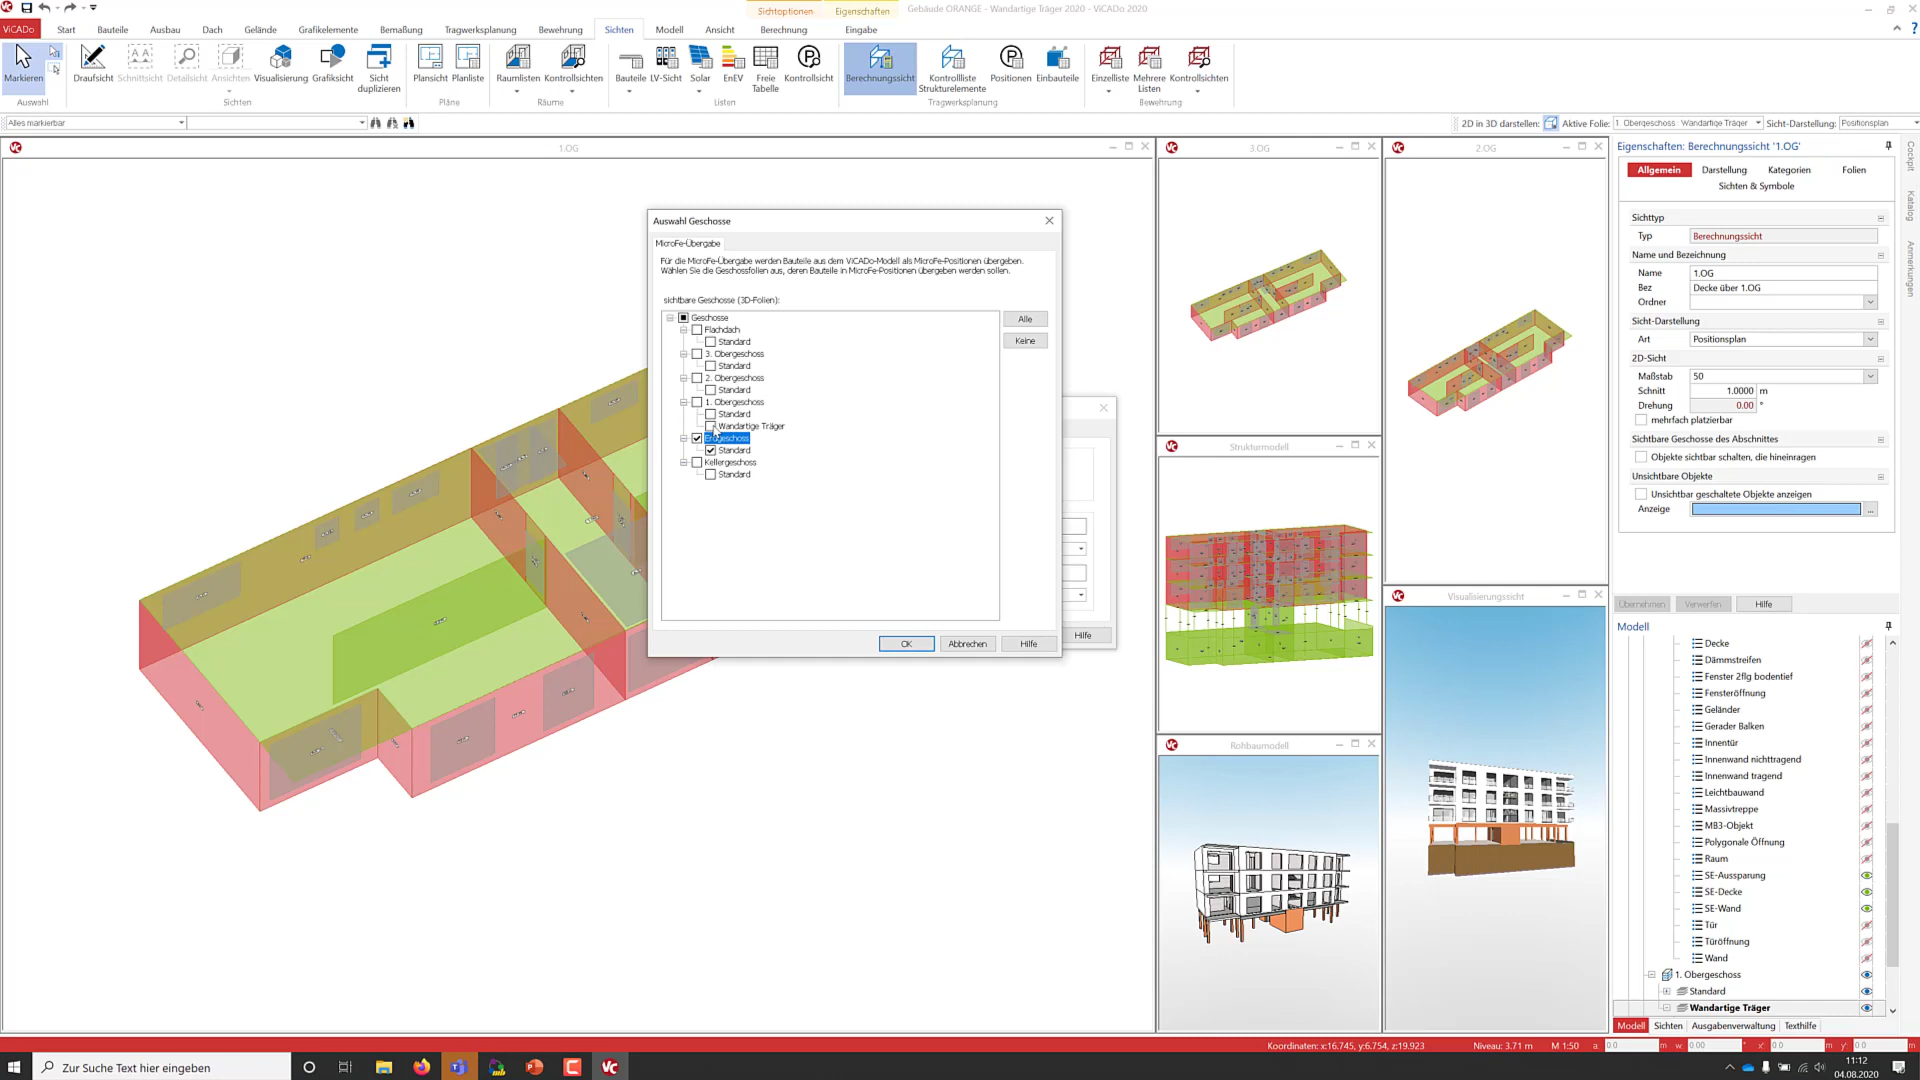 Sichtoptionen Eigenschaften Gebäude ORANGE - Wandartige Träger 2020 - ViCADo 2020
ViCADo Start Bauteile Ausbau Dach Gelände Grafikelemente Bemaßung Tragwerksplanung Bewehrung Sichten Modell Ansicht Berechnung Eingabe
Markieren Draufsicht Schnittsicht Detailsicht Ansichten Visualisierung Grafiksicht Sicht duplizieren Plansicht Planliste Raumlisten Kontrollsichten Bauteile LV-Sicht Solar EnEV Freie Tabelle Kontrollsicht Berechnungssicht Kontrollliste Strukturelemente Positionen Einbauteile Einzelliste Mehrere Listen Kontrollsichten
Auswahl Sichten Pläne Räume Listen Tragwerksplanung Bewehrung
Alles markierbar 2D in 3D darstellen: Aktive Folie: 1. Obergeschoss : Wandartige Träger Sicht-Darstellung: Positionsplan
1.OG
3.OG
2.OG
Strukturmodell
Rohbaumodell
Visualisierungssicht
Auswahl Geschosse
MicroFe-Übergabe
Für die MicroFe-Übergabe werden Bauteile aus dem ViCADo-Modell als MicroFe-Positionen übergeben.
Wählen Sie die Geschossfolien aus, deren Bauteile in MicroFe-Positionen übergeben werden sollen.
sichtbare Geschosse (3D-Folien):
Geschosse
Flachdach
Standard
3. Obergeschoss
Standard
2. Obergeschoss
Standard
1. Obergeschoss
Standard
Wandartige Träger
Erdgeschoss
Standard
Kellergeschoss
Standard
Alle
Keine
OK Abbrechen Hilfe
Hilfe
Eigenschaften: Berechnungssicht '1.OG'
Allgemein Darstellung Kategorien Folien
Sichten & Symbole
Sichttyp
Typ Berechnungssicht
Name und Bezeichnung
Name 1.OG
Bez Decke über 1.OG
Ordner
Sicht-Darstellung
Art Positionsplan
2D-Sicht
Maßstab 50
Schnitt 1.0000 m
Drehung 0.00 °
mehrfach platzierbar
Sichtbare Geschosse des Abschnittes
Objekte sichtbar schalten, die hineinragen
Unsichtbare Objekte
Unsichtbar geschaltete Objekte anzeigen
Anzeige ...
Übernehmen Verwerfen Hilfe
Modell
Decke
Dämmstreifen
Fenster 2flg bodentief
Fensteröffnung
Geländer
Gerader Balken
Innentür
Innenwand nichttragend
Innenwand tragend
Leichtbauwand
Massivtreppe
MB3-Objekt
Polygonale Öffnung
Raum
SE-Aussparung
SE-Decke
SE-Wand
Tür
Türöffnung
Wand
1. Obergeschoss
Standard
Wandartige Träger
Modell Sichten Ausgabenverwaltung Texthilfe
Cockpit
Katalog
Anmerkungen
Koordinaten: x:16.745, y:6.754, z:19.923 Niveau: 3.71 m M 1:50 a 0.0 m w 0.00 ° x' 0.0 m y' 0.0 m
Zur Suche Text hier eingeben
11:12
04.08.2020